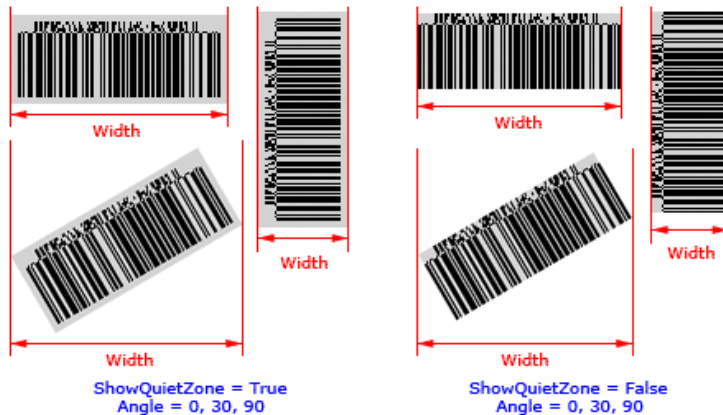 Width
Width
Width
Width
Width
Width
ShowQuietZone = True
Angle = 0, 30, 90
ShowQuietZone = False
Angle = 0, 30, 90